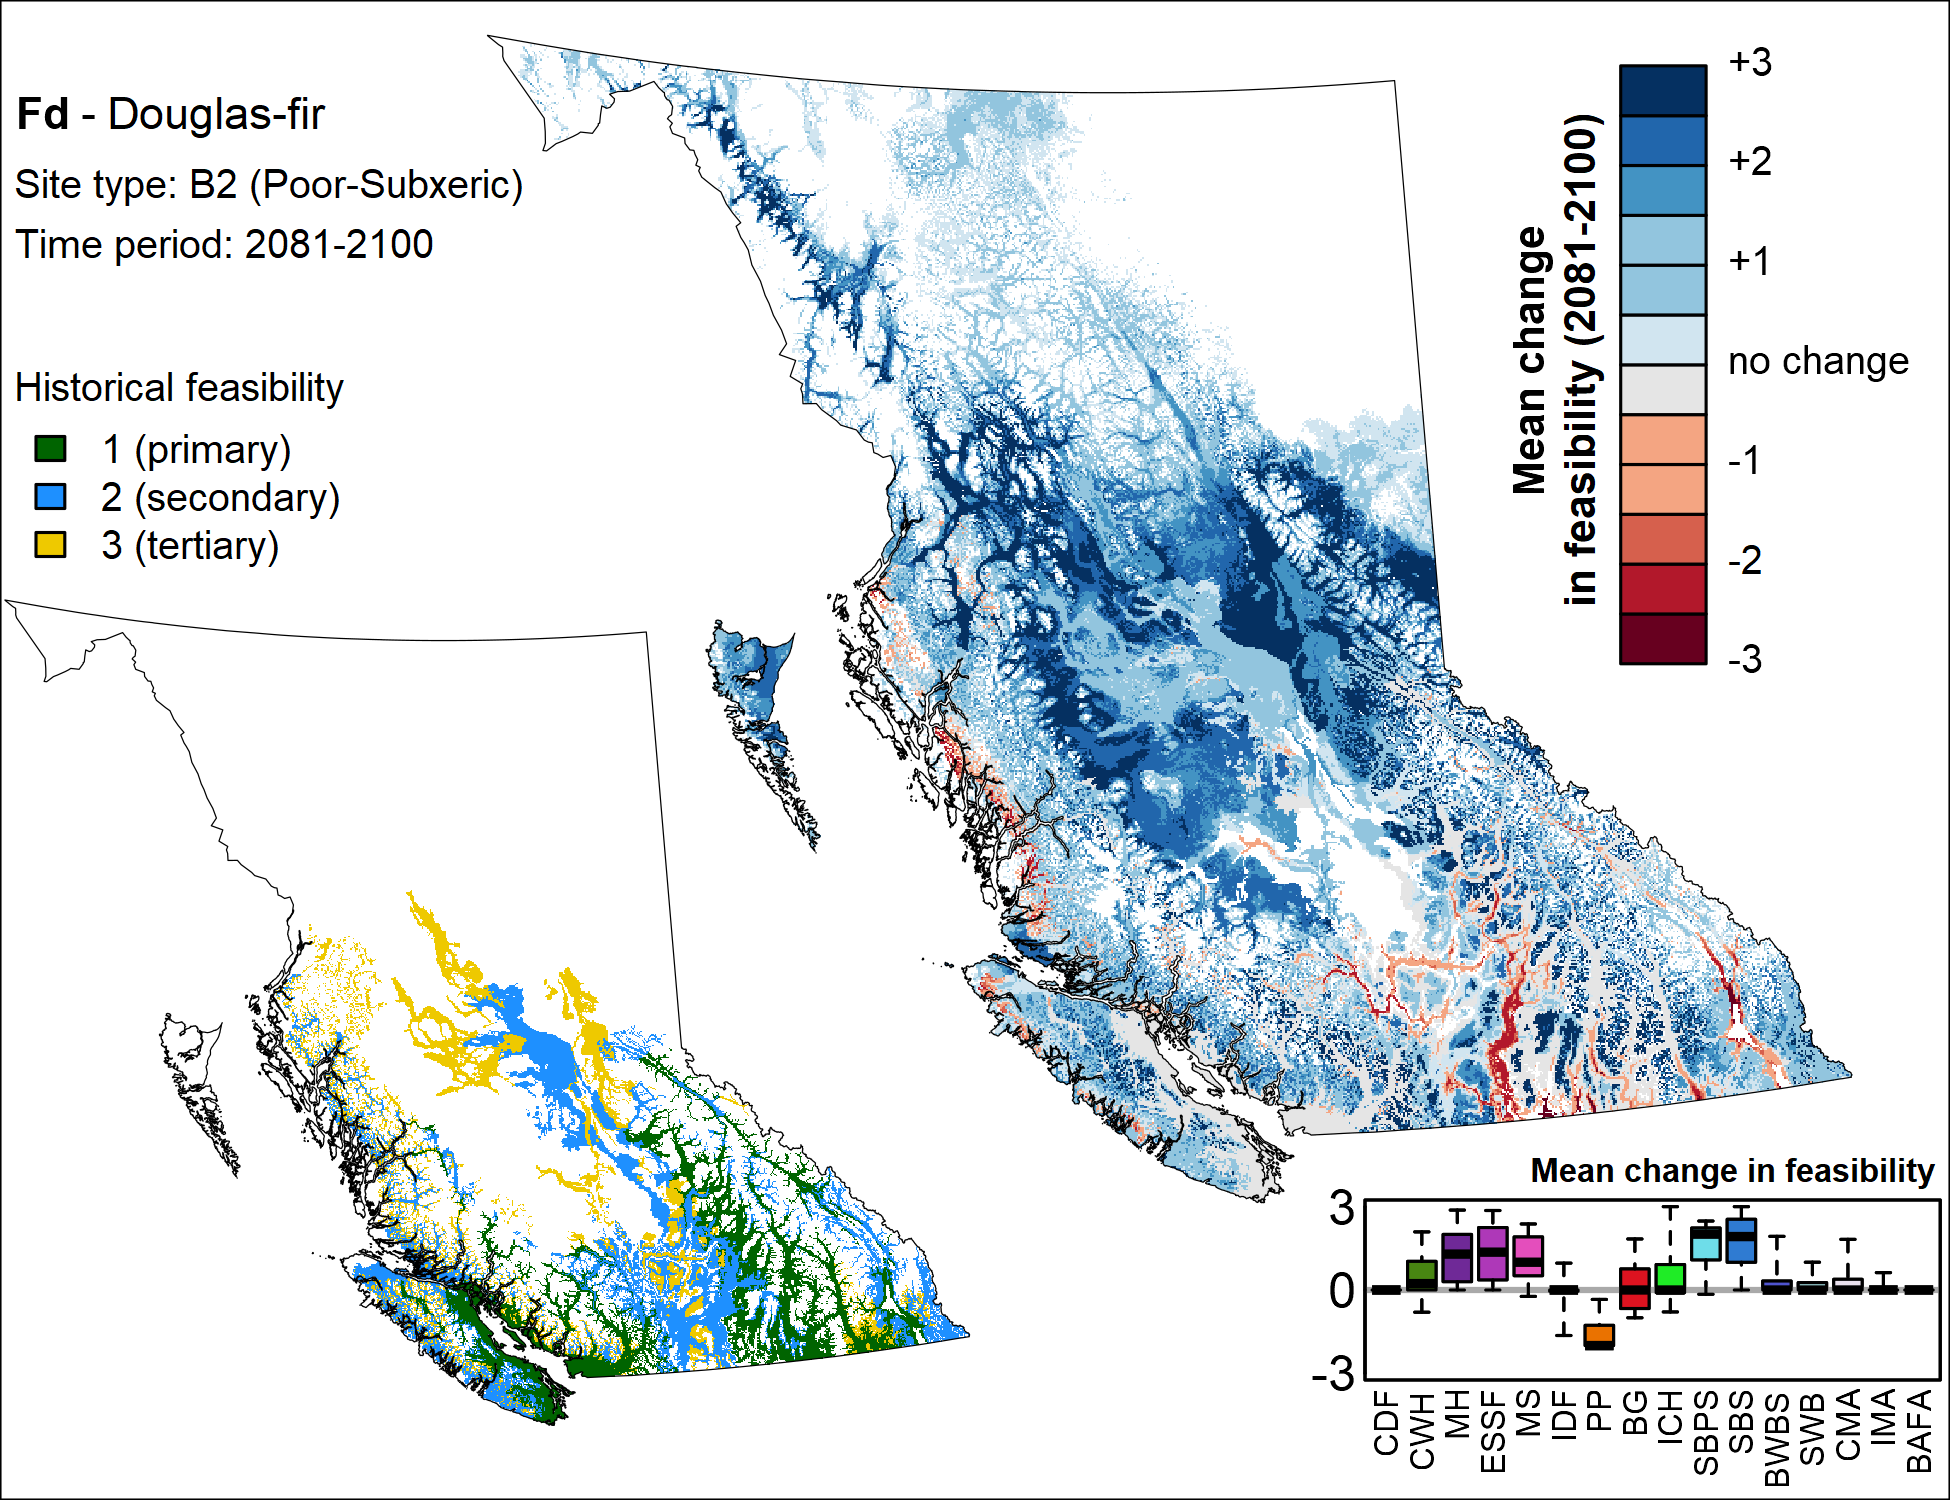 Fd - Douglas-fir
Site type: B2 (Poor-Subxeric)
Time period: 2081-2100
Historical feasibility
1 (primary)
2 (secondary)
3 (tertiary)
Mean change
in feasibility (2081-2100)
+3
+2
+1
no change
-1
-2
-3
Mean change in feasibility
3
0
-3
CDF
CWH
MH
ESSF
MS
IDF
PP
BG
ICH
SBPS
SBS
BWBS
SWB
CMA
IMA
BAFA